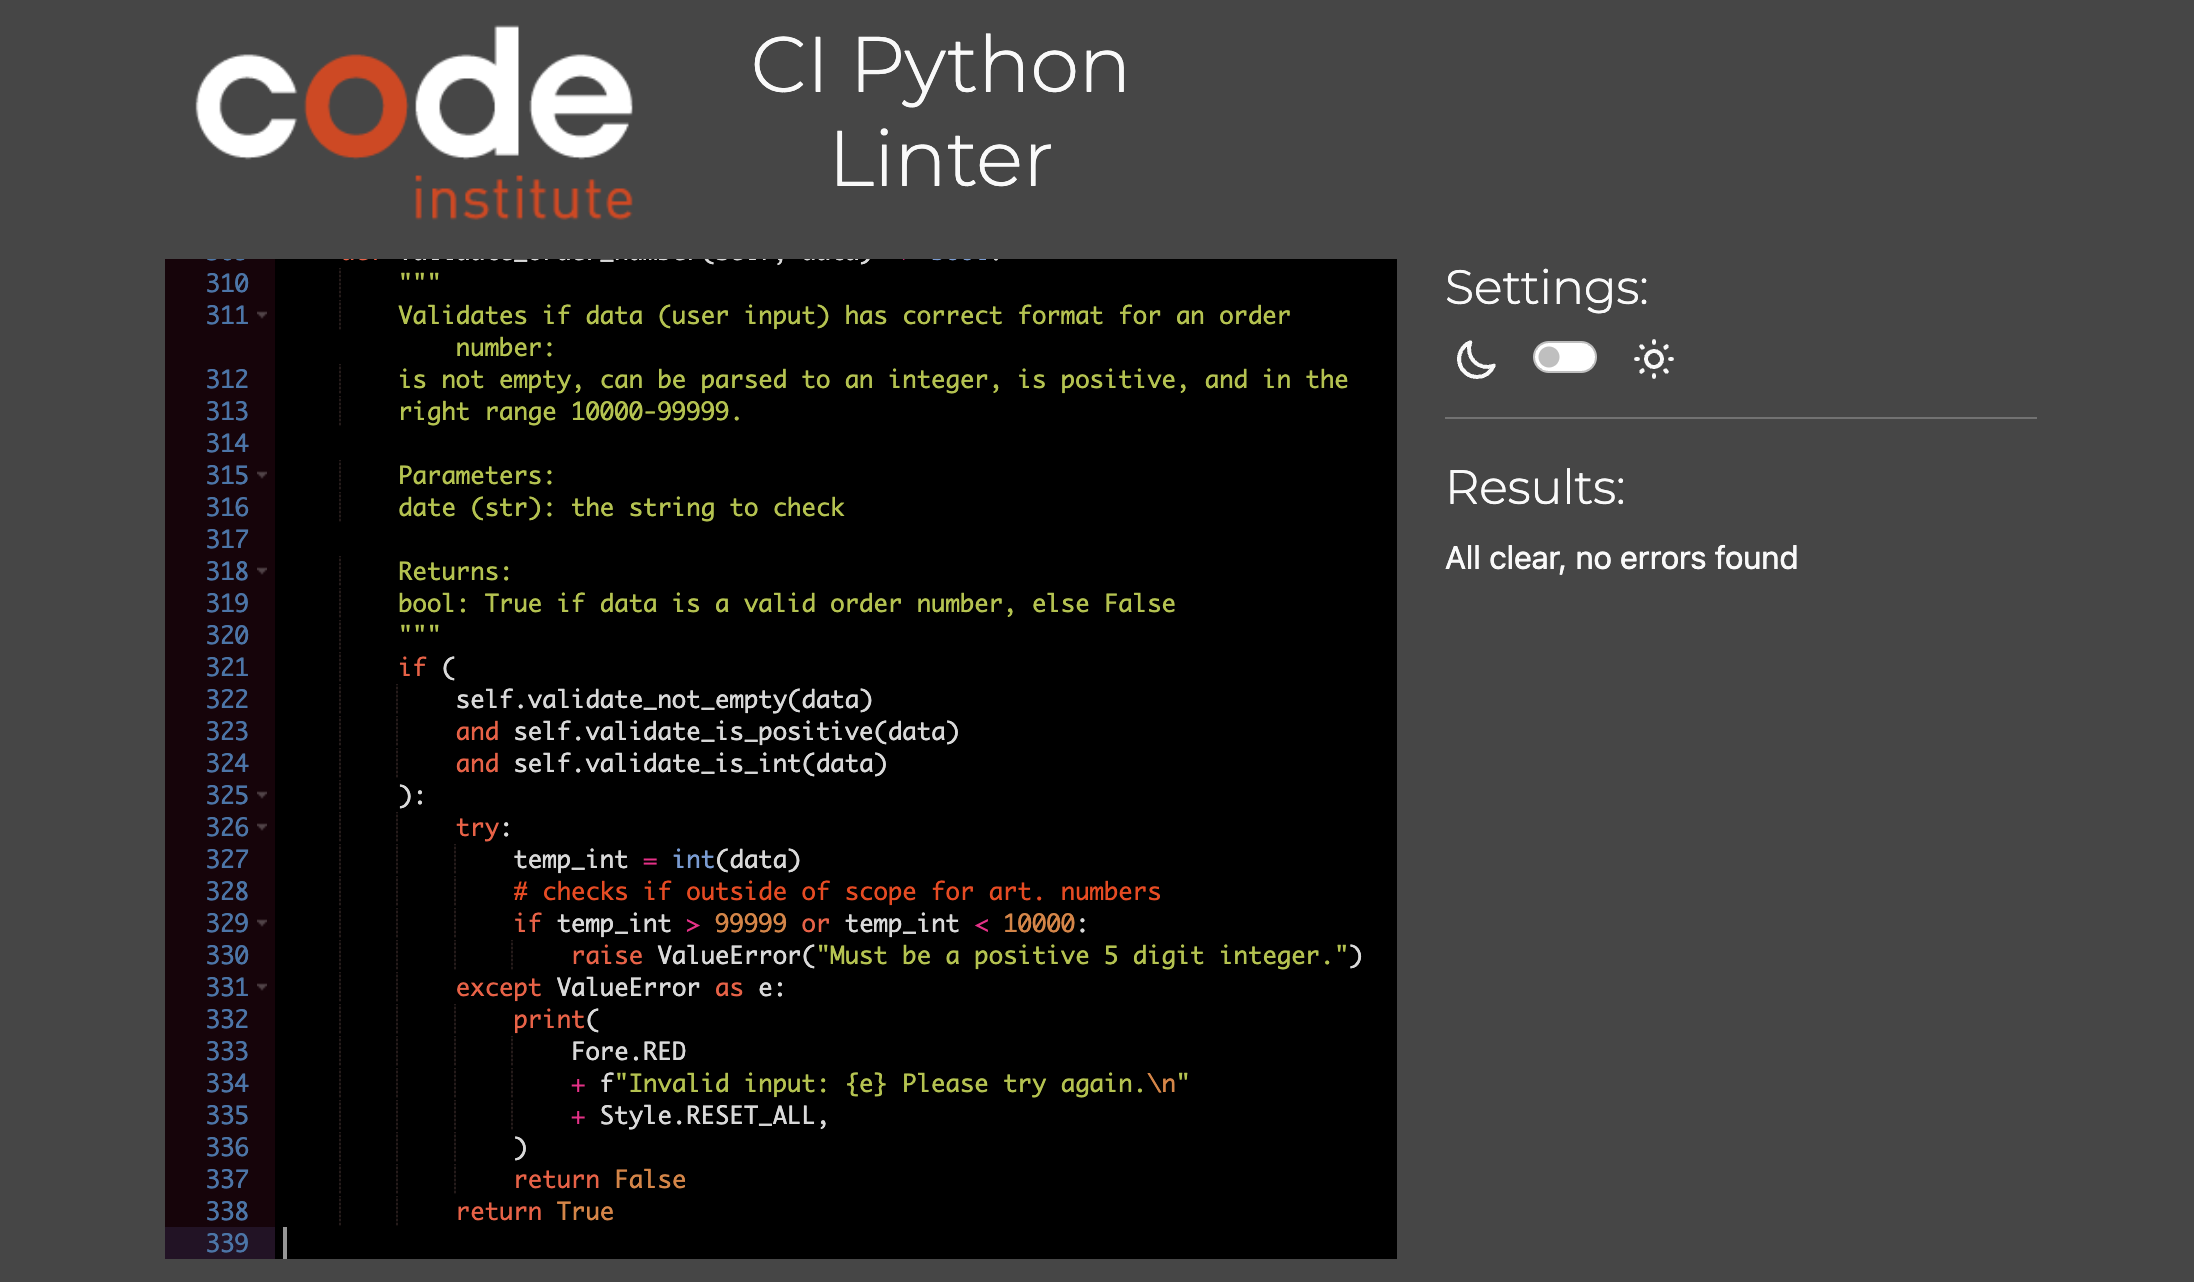 code
institute
CI Python
Linter
310 """
311 Validates if data (user input) has correct format for an order
number:
312 is not empty, can be parsed to an integer, is positive, and in the
313 right range 10000-99999.
314
315 Parameters:
316 date (str): the string to check
317
318 Returns:
319 bool: True if data is a valid order number, else False
320 """
321 if (
322 self.validate_not_empty(data)
323 and self.validate_is_positive(data)
324 and self.validate_is_int(data)
325 ):
326 try:
327 temp_int = int(data)
328 # checks if outside of scope for art. numbers
329 if temp_int > 99999 or temp_int < 10000:
330 raise ValueError("Must be a positive 5 digit integer.")
331 except ValueError as e:
332 print(
333 Fore.RED
334 + f"Invalid input: {e} Please try again.\n"
335 + Style.RESET_ALL,
336 )
337 return False
338 return True
339
Settings:
Results:
All clear, no errors found